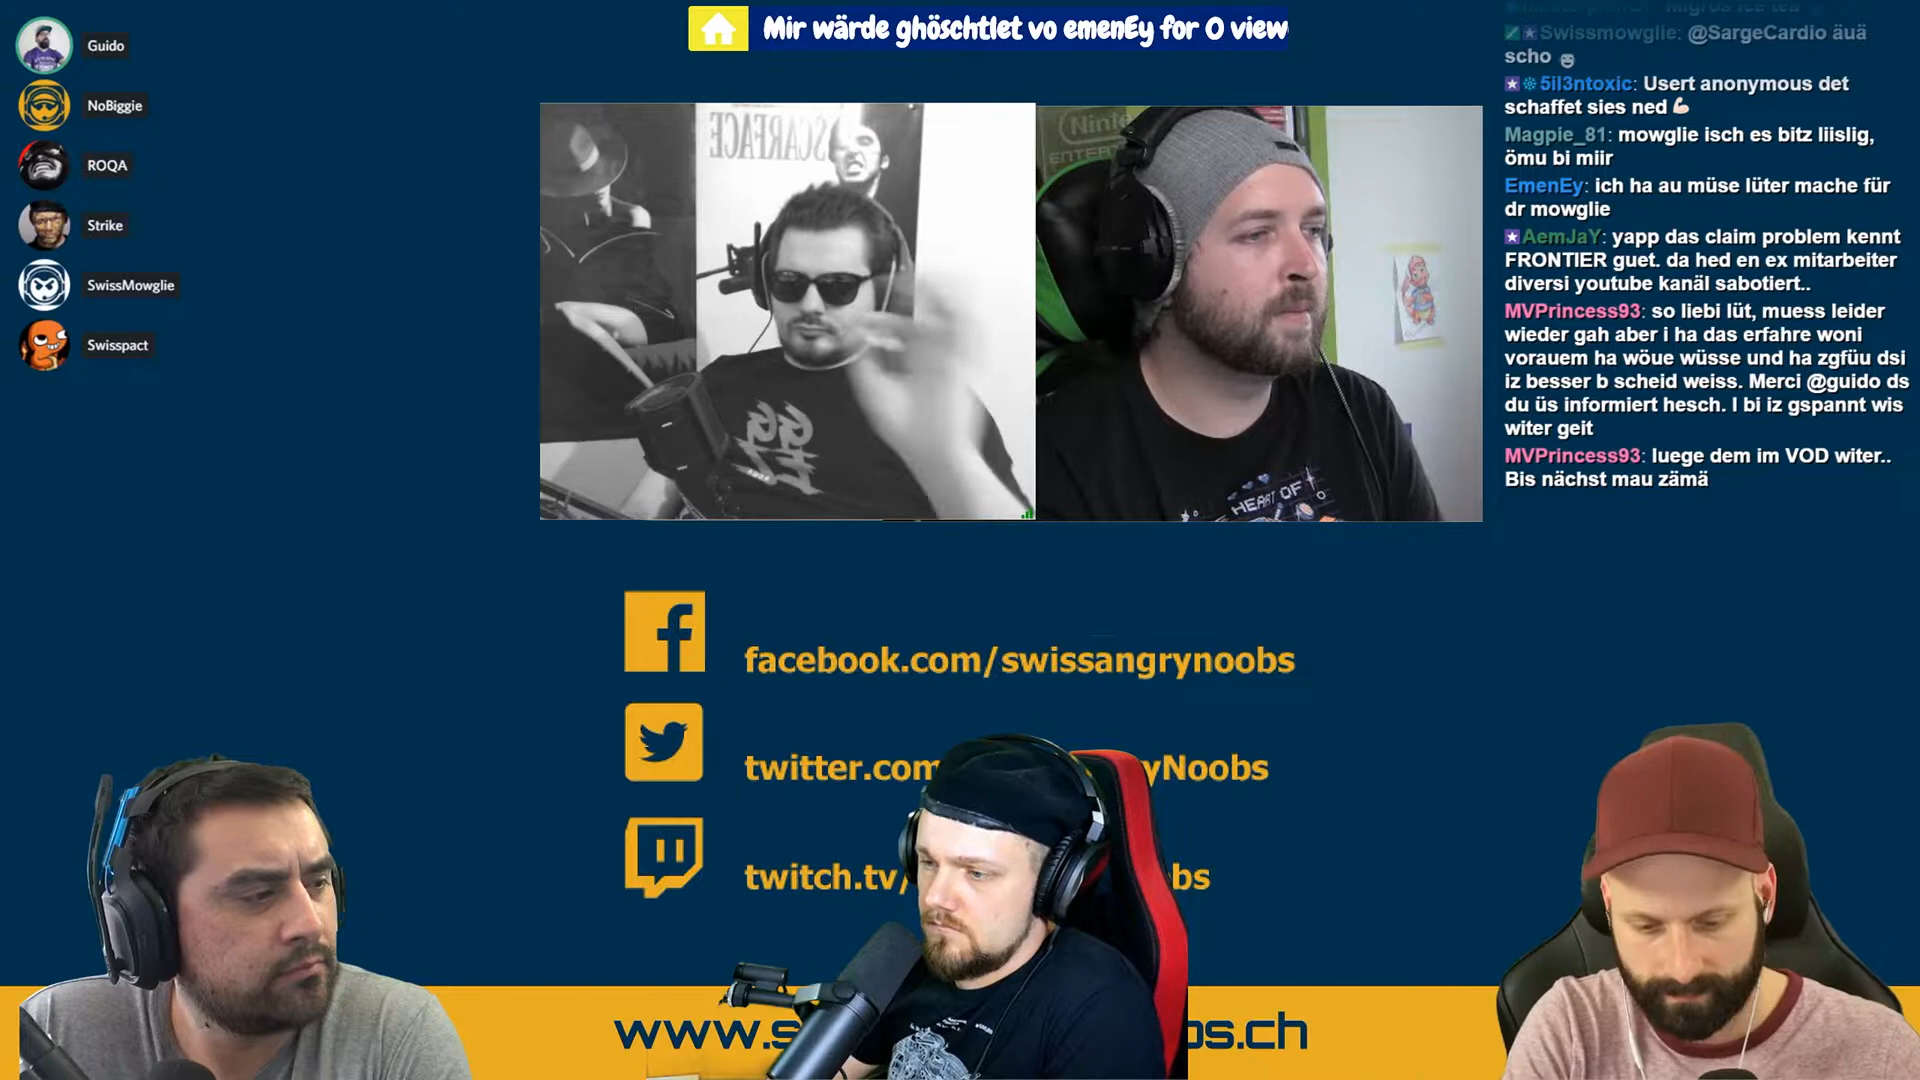 Mir wärde ghöschtlet vo emenEy for 0 view
Guido
NoBiggie
ROQA
Strike
SwissMowglie
Swisspact
SCARFACE
Swissmowglie: @SargeCardio äuä
scho
5il3ntoxic: Usert anonymous det
schaffet sies ned
Magpie_81: mowglie isch es bitz liislig,
ömu bi miir
EmenEy: ich ha au müse lüter mache für
dr mowglie
AemJaY: yapp das claim problem kennt
FRONTIER guet. da hed en ex mitarbeiter
diversi youtube kanäl sabotiert..
MVPrincess93: so liebi lüt, muess leider
wieder gah aber i ha das erfahre woni
vorauem ha wöue wüsse und ha zgfüu dsi
iz besser b scheid weiss. Merci @guido ds
du üs informiert hesch. I bi iz gspannt wis
witer geit
MVPrincess93: luege dem im VOD witer..
Bis nächst mau zämä
HEART OF
facebook.com/swissangrynoobs
twitter.com yNoobs
twitch.tv/ bs
www.s bs.ch